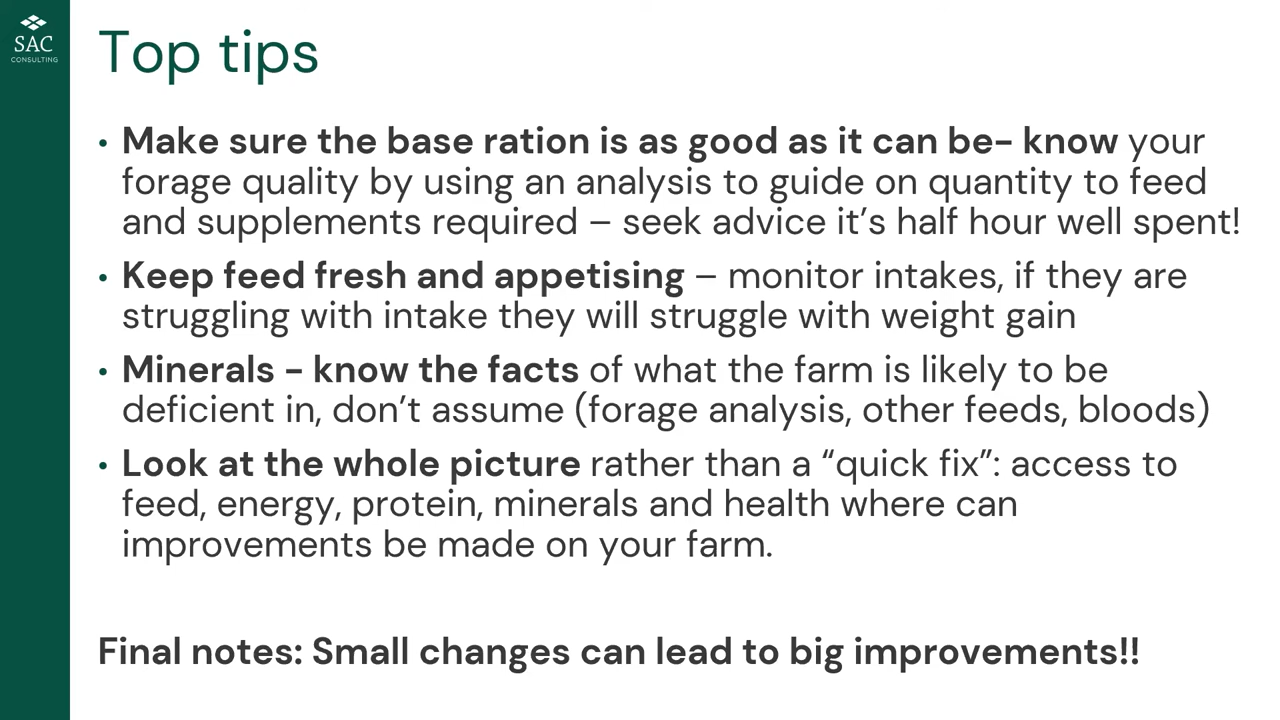 SAC
CONSULTING
Top tips
• Make sure the base ration is as good as it can be- know your
forage quality by using an analysis to guide on quantity to feed
and supplements required – seek advice it’s half hour well spent!
• Keep feed fresh and appetising – monitor intakes, if they are
struggling with intake they will struggle with weight gain
• Minerals - know the facts of what the farm is likely to be
deficient in, don’t assume (forage analysis, other feeds, bloods)
• Look at the whole picture rather than a “quick fix”: access to
feed, energy, protein, minerals and health where can
improvements be made on your farm.
Final notes: Small changes can lead to big improvements!!